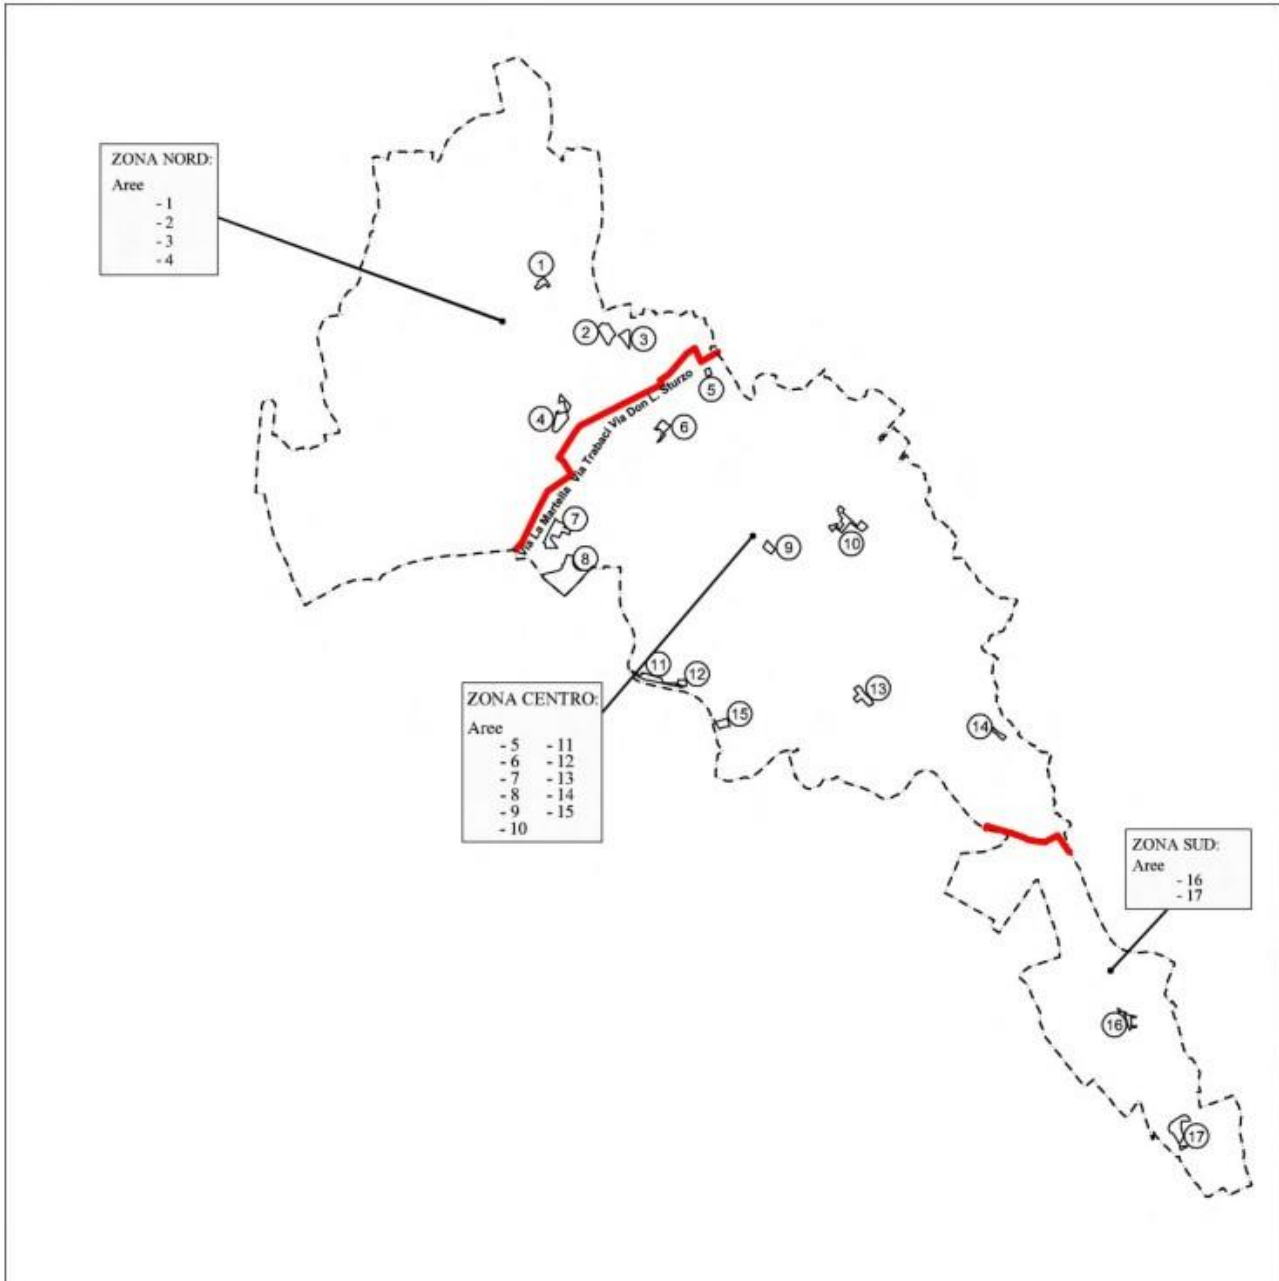 ZONA NORD:
Aree
- 1
- 2
- 3
- 4
1
2
3
4
5
6
Via La Martella Via Trabaci Via Don L. Sturzo
7
8
9
10
11
12
13
14
15
ZONA CENTRO:
Aree
- 5 - 11
- 6 - 12
- 7 - 13
- 8 - 14
- 9 - 15
- 10
ZONA SUD:
Aree
- 16
- 17
16
17